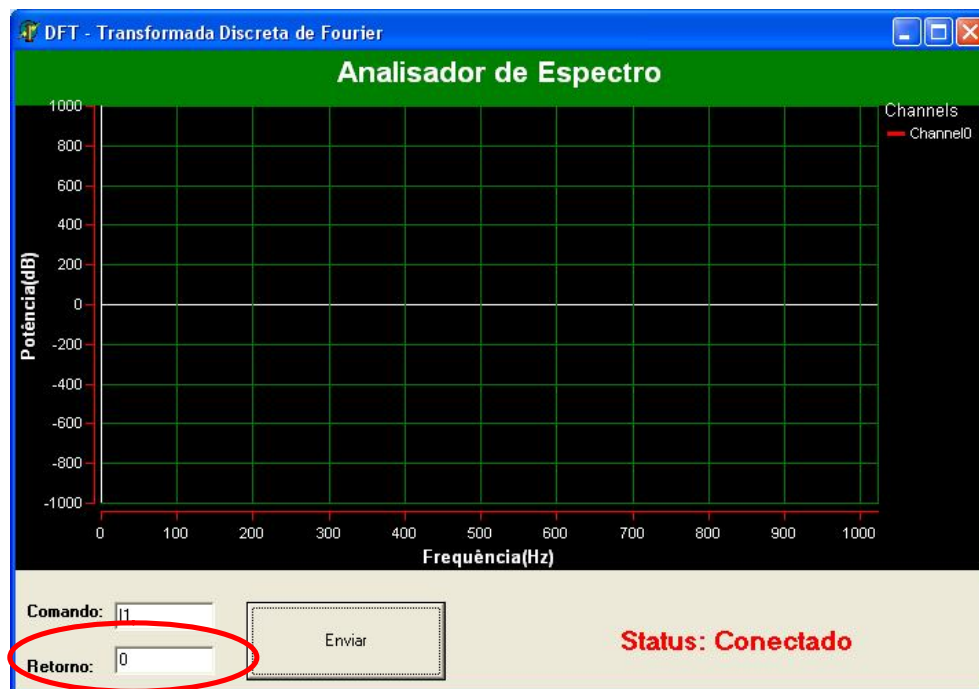 DFT - Transformada Discreta de Fourier
Analisador de Espectro
Channels
Channel0
Potência(dB)
1000
800
600
400
200
0
-200
-400
-600
-800
-1000
0 100 200 300 400 500 600 700 800 900 1000
Frequência(Hz)
Comando: I1
Retorno: 0
Enviar
Status: Conectado